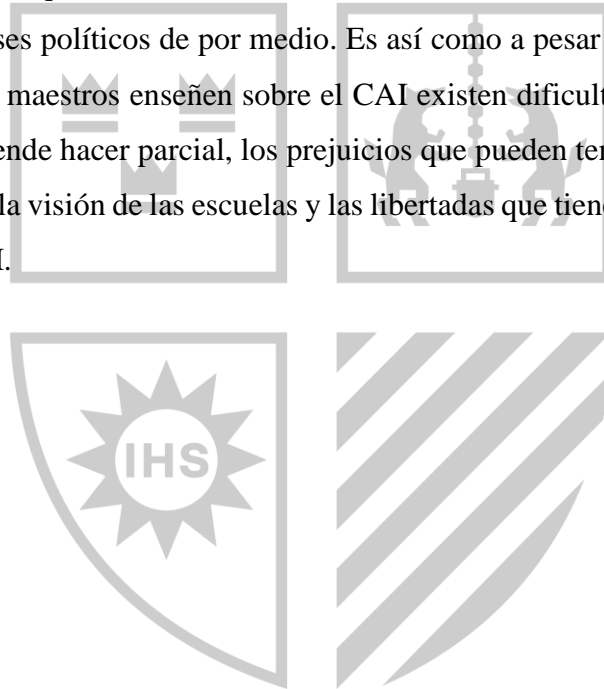 ses políticos de por medio. Es así como a pesar
maestros enseñen sobre el CAI existen dificult
ende hacer parcial, los prejuicios que pueden ter
la visión de las escuelas y las libertadas que tien
I.
IHS